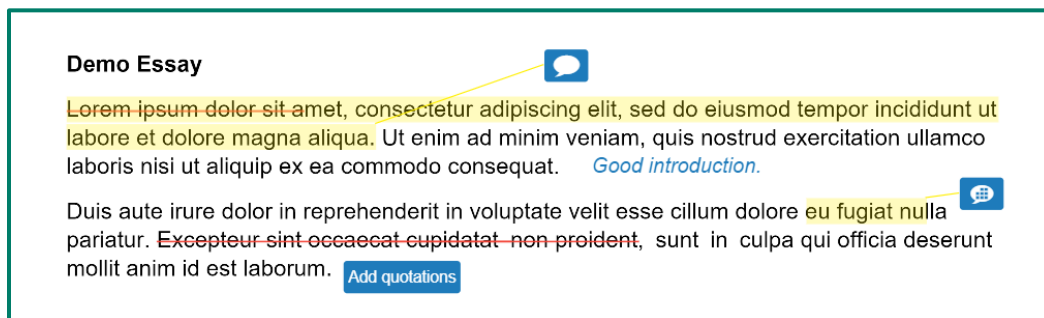 Demo Essay
Lorem ipsum dolor sit amet, consectetur adipiscing elit, sed do eiusmod tempor incididunt ut
labore et dolore magna aliqua. Ut enim ad minim veniam, quis nostrud exercitation ullamco
laboris nisi ut aliquip ex ea commodo consequat. Good introduction.
Duis aute irure dolor in reprehenderit in voluptate velit esse cillum dolore eu fugiat nulla
pariatur. Excepteur sint occaecat cupidatat non proident, sunt in culpa qui officia deserunt
mollit anim id est laborum. Add quotations